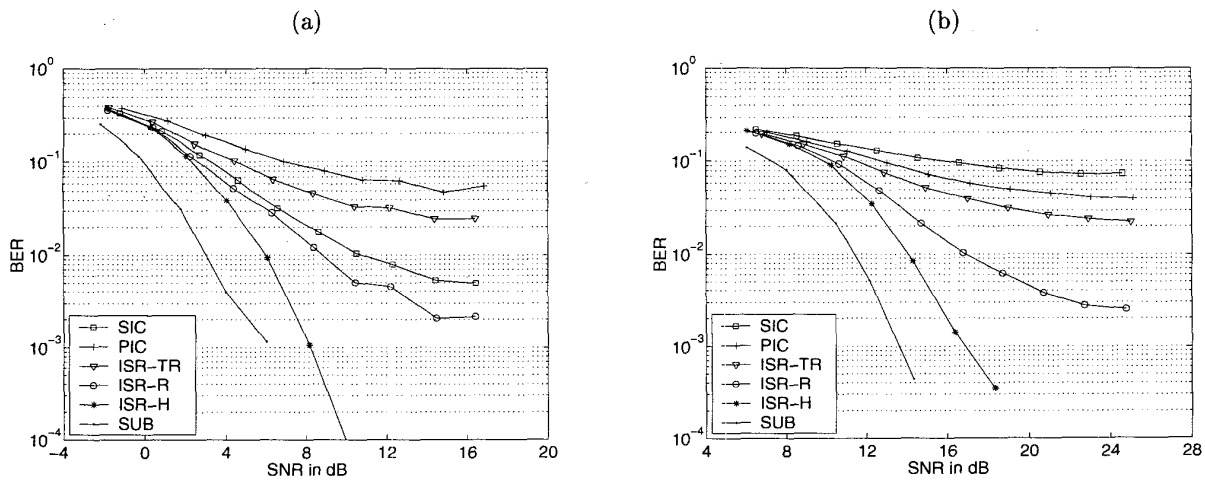 (a)
10^0
10^-1
10^-2
10^-3
10^-4
BER
SIC
PIC
ISR-TR
ISR-R
ISR-H
SUB
-4 0 4 8 12 16 20
SNR in dB
(b)
10^0
10^-1
10^-2
10^-3
10^-4
BER
SIC
PIC
ISR-TR
ISR-R
ISR-H
SUB
4 8 12 16 20 24 28
SNR in dB